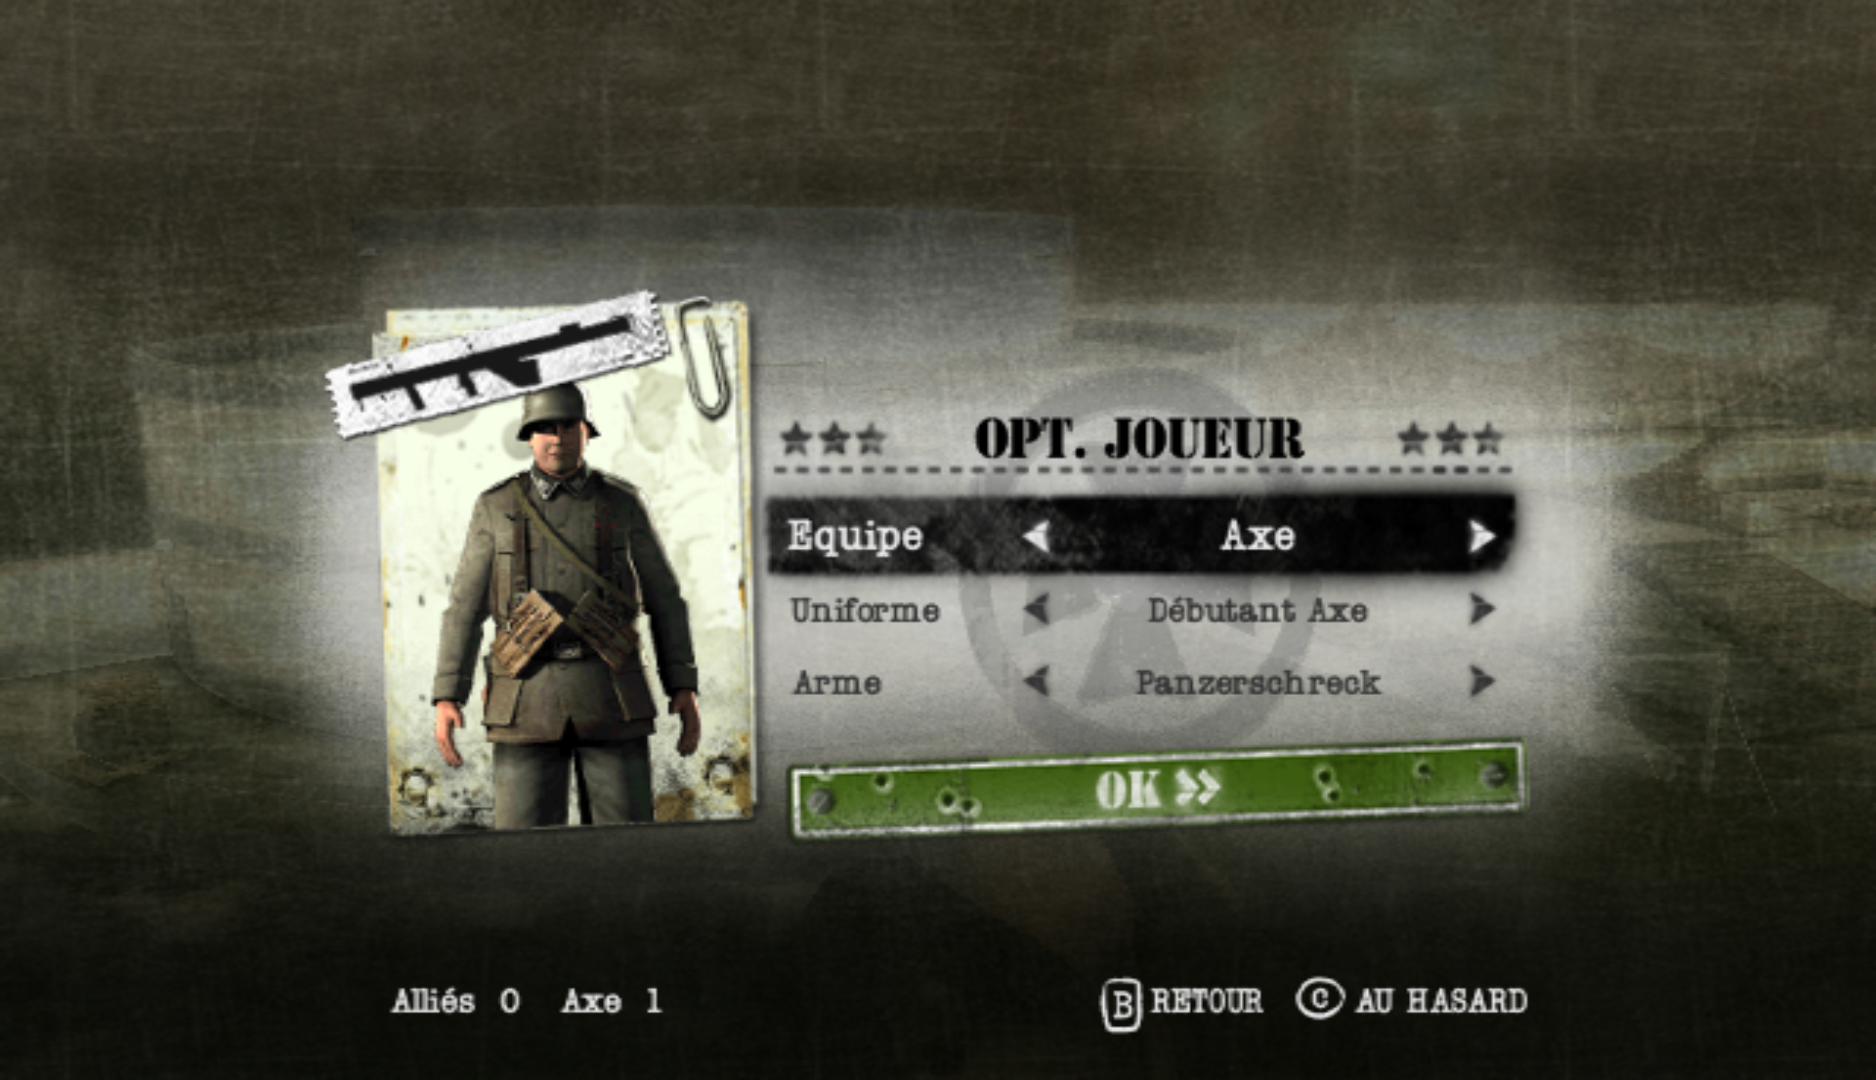 OPT. JOUEUR
Equipe Axe
Uniforme Débutant Axe
Arme Panzerschreck
OK
Alliés 0 Axe 1
B RETOUR C AU HASARD